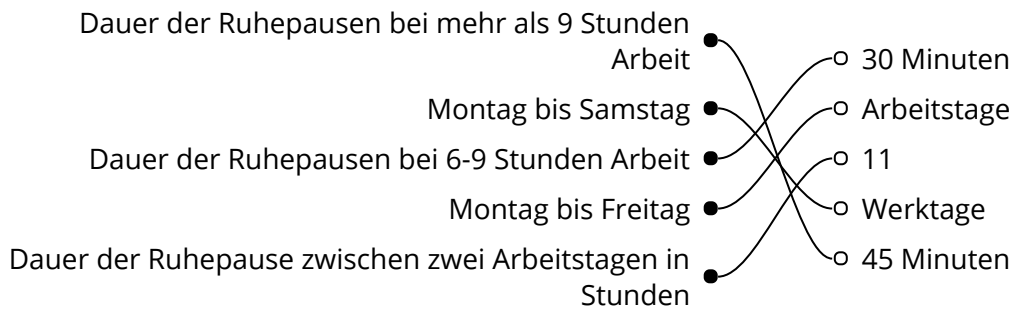 Dauer der Ruhepausen bei mehr als 9 Stunden
Arbeit
Montag bis Samstag
Dauer der Ruhepausen bei 6-9 Stunden Arbeit
Montag bis Freitag
Dauer der Ruhepause zwischen zwei Arbeitstagen in
Stunden
30 Minuten
Arbeitstage
11
Werktage
45 Minuten